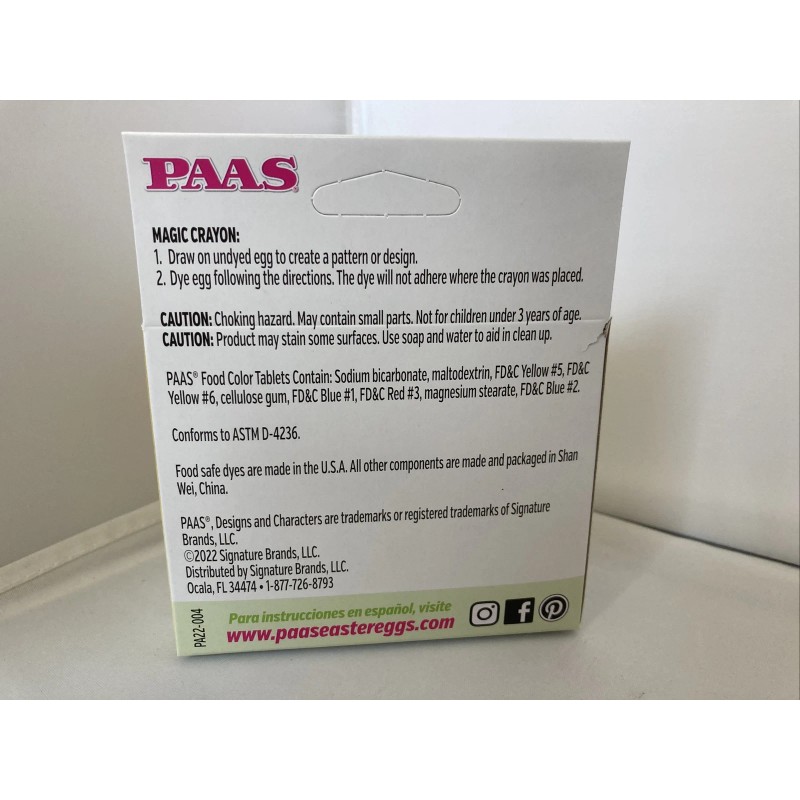 PAAS®
MAGIC CRAYON:
1. Draw on undyed egg to create a pattern or design.
2. Dye egg following the directions. The dye will not adhere where the crayon was placed.
CAUTION: Choking hazard. May contain small parts. Not for children under 3 years of age.
CAUTION: Product may stain some surfaces. Use soap and water to aid in clean up.
PAAS® Food Color Tablets Contain: Sodium bicarbonate, maltodextrin, FD&C Yellow #5, FD&C
Yellow #6, cellulose gum, FD&C Blue #1, FD&C Red #3, magnesium stearate, FD&C Blue #2.
Conforms to ASTM D-4236.
Food safe dyes are made in the U.S.A. All other components are made and packaged in Shan
Wei, China.
PAAS®, Designs and Characters are trademarks or registered trademarks of Signature
Brands, LLC.
©2022 Signature Brands, LLC.
Distributed by Signature Brands, LLC.
Ocala, FL 34474 • 1-877-726-8793
PA22-004
Para instrucciones en español, visite
www.paaseastereggs.com